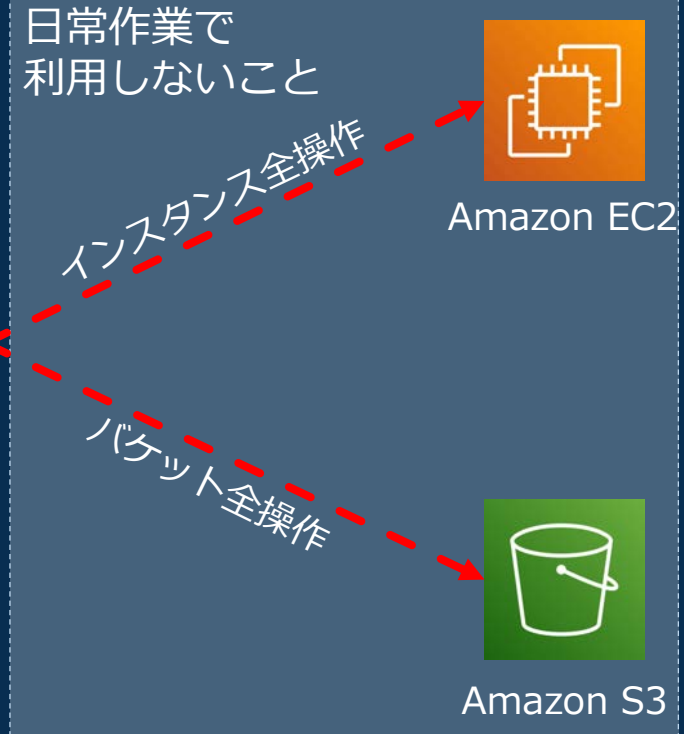 日常作業で
利用しないこと
インスタンス全操作
Amazon EC2
バケット全操作
Amazon S3